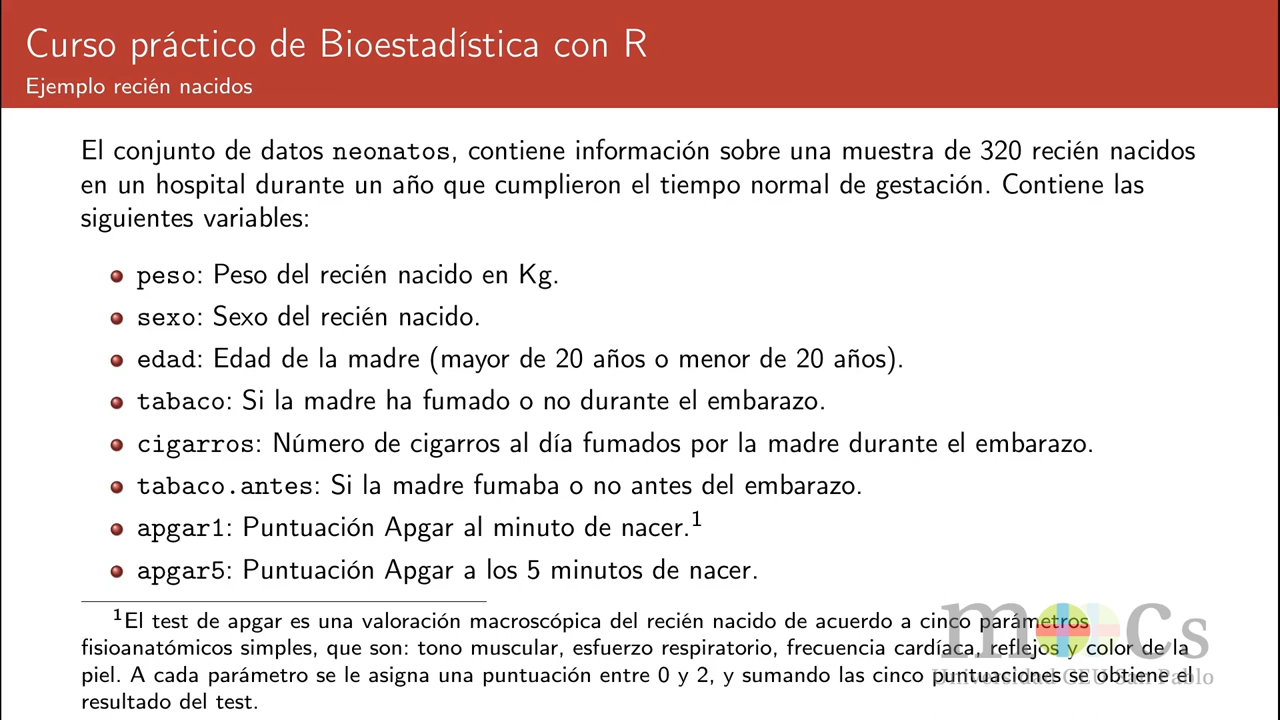 Curso práctico de Bioestadística con R
Ejemplo recién nacidos
El conjunto de datos neonatos, contiene información sobre una muestra de 320 recién nacidos
en un hospital durante un año que cumplieron el tiempo normal de gestación. Contiene las
siguientes variables:
peso: Peso del recién nacido en Kg.
sexo: Sexo del recién nacido.
edad: Edad de la madre (mayor de 20 años o menor de 20 años).
tabaco: Si la madre ha fumado o no durante el embarazo.
cigarros: Número de cigarros al día fumados por la madre durante el embarazo.
tabaco.antes: Si la madre fumaba o no antes del embarazo.
apgar1: Puntuación Apgar al minuto de nacer.¹
apgar5: Puntuación Apgar a los 5 minutos de nacer.
¹El test de apgar es una valoración macroscópica del recién nacido de acuerdo a cinco parámetros
fisioanatómicos simples, que son: tono muscular, esfuerzo respiratorio, frecuencia cardíaca, reflejos y color de la
piel. A cada parámetro se le asigna una puntuación entre 0 y 2, y sumando las cinco puntuaciones se obtiene el
resultado del test.
moocs
Universidad CEU San Pablo